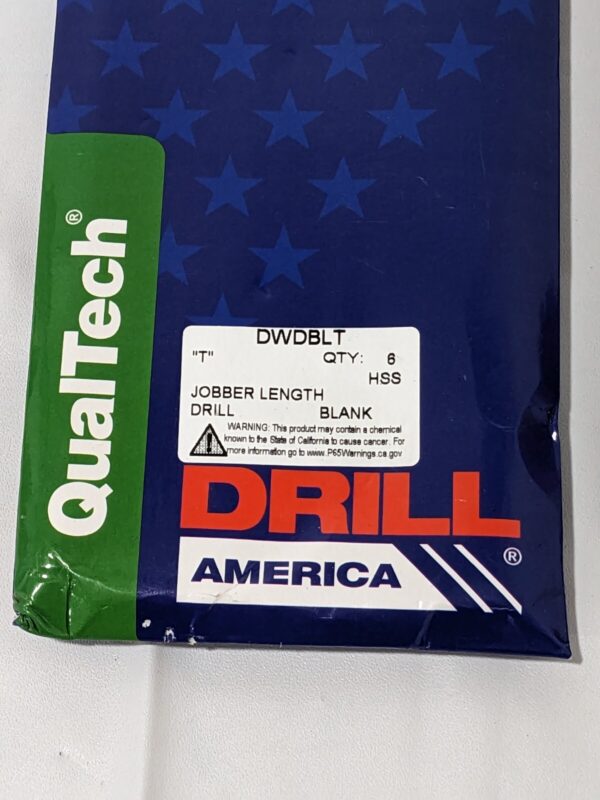 QualTech®
DWDBLT
"T" QTY: 6
HSS
JOBBER LENGTH
DRILL BLANK
WARNING: This product may contain a chemical
known to the State of California to cause cancer. For
more information go to www.P65Warnings.ca.gov
DRILL
AMERICA®